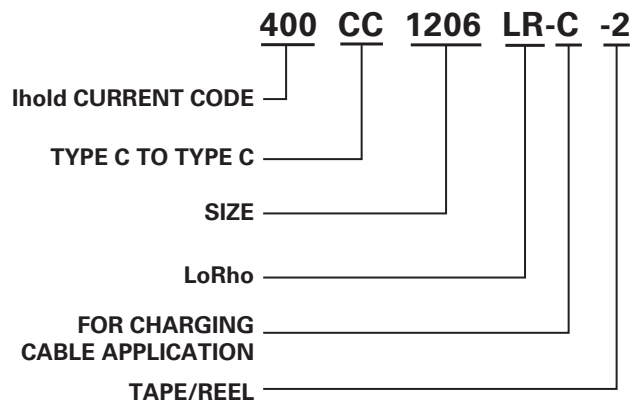 400 CC 1206 LR-C -2
Ihold CURRENT CODE
TYPE C TO TYPE C
SIZE
LoRho
FOR CHARGING
CABLE APPLICATION
TAPE/REEL